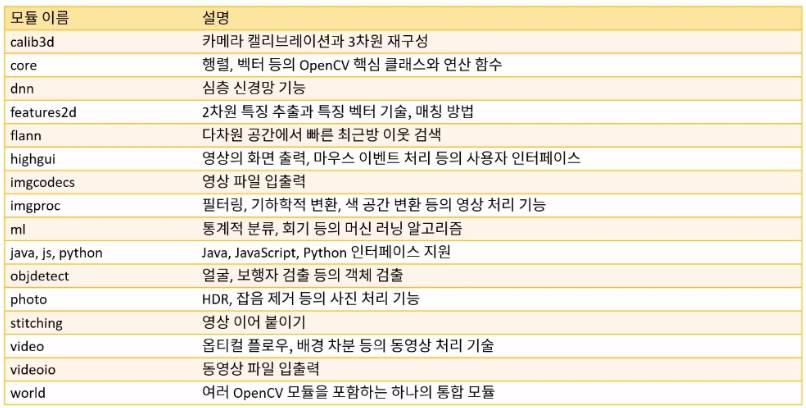 모듈 이름 설명
calib3d 카메라 캘리브레이션과 3차원 재구성
core 행렬, 벡터 등의 OpenCV 핵심 클래스와 연산 함수
dnn 심층 신경망 기능
features2d 2차원 특징 추출과 특징 벡터 기술, 매칭 방법
flann 다차원 공간에서 빠른 최근방 이웃 검색
highgui 영상의 화면 출력, 마우스 이벤트 처리 등의 사용자 인터페이스
imgcodecs 영상 파일 입출력
imgproc 필터링, 기하학적 변환, 색 공간 변환 등의 영상 처리 기능
ml 통계적 분류, 회기 등의 머신 러닝 알고리즘
java, js, python Java, JavaScript, Python 인터페이스 지원
objdetect 얼굴, 보행자 검출 등의 객체 검출
photo HDR, 잡음 제거 등의 사진 처리 기능
stitching 영상 이어 붙이기
video 옵티컬 플로우, 배경 차분 등의 동영상 처리 기술
videoio 동영상 파일 입출력
world 여러 OpenCV 모듈을 포함하는 하나의 통합 모듈